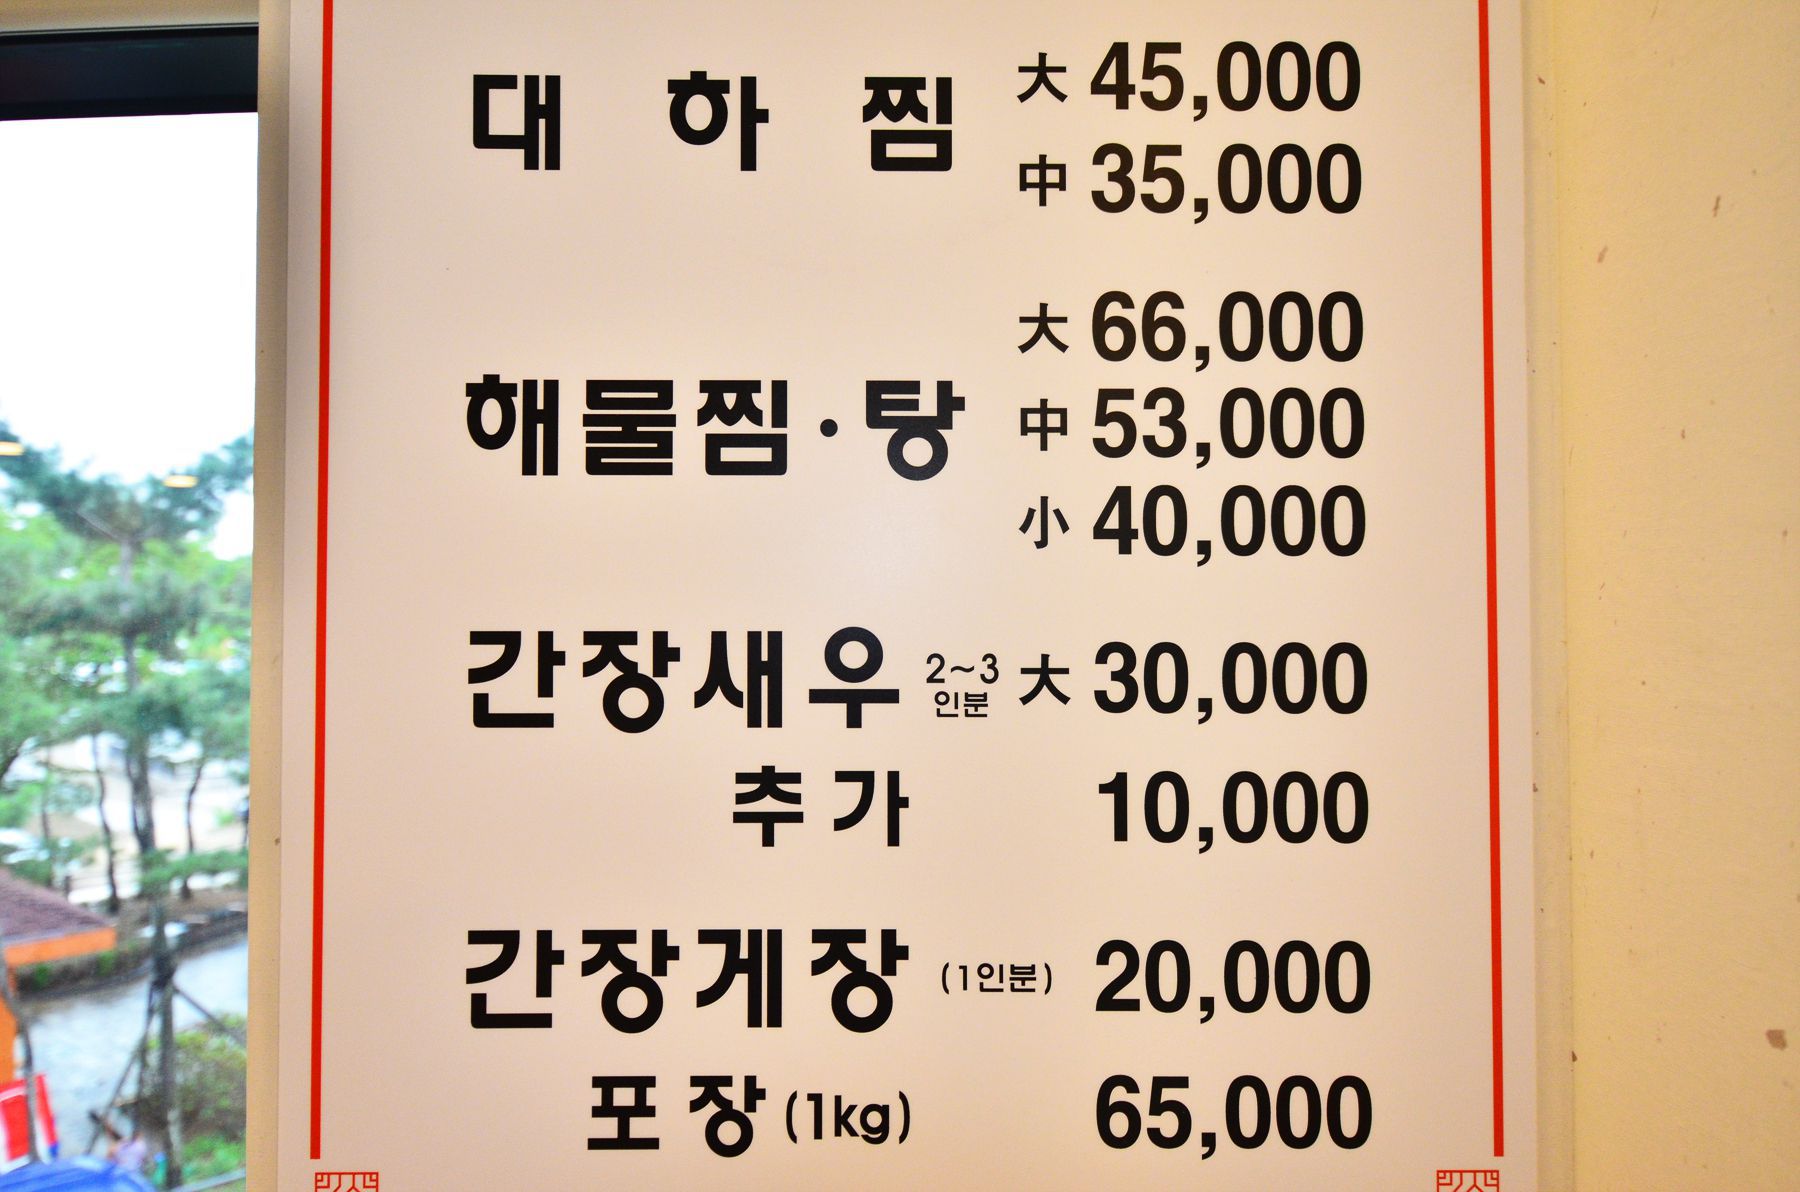 대하찜 大 45,000
中 35,000
大 66,000
해물찜·탕 中 53,000
小 40,000
간장새우 2~3인분 大 30,000
추가 10,000
간장게장 (1인분) 20,000
포장 (1kg) 65,000